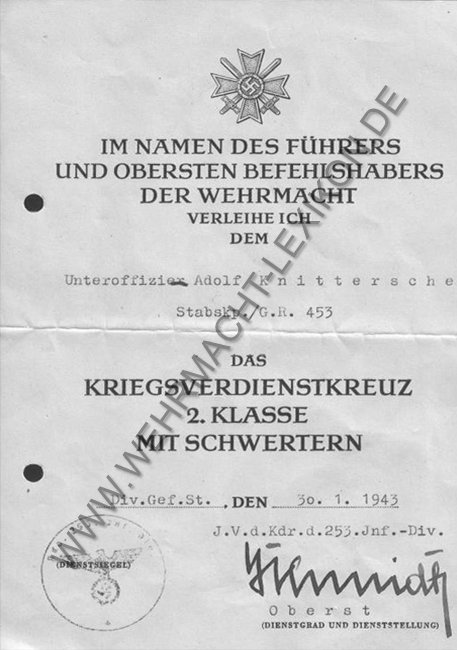 IM NAMEN DES FÜHRERS
UND OBERSTEN BEFEHLSHABERS
DER WEHRMACHT
VERLEIHE ICH
DEM
Unteroffizier Adolf Knittersche
Stabskp./G.R. 453
DAS
KRIEGSVERDIENSTKREUZ
2. KLASSE
MIT SCHWERTERN
Div.Gef.St. , DEN 30. 1. 1943
J.V.d.Kdr.d.253.Jnf.-Div.
(DIENSTSIEGEL)
Schmidt
Oberst
(DIENSTGRAD UND DIENSTSTELLUNG)
WWW.WEHRMACHT-LEXIKON.DE